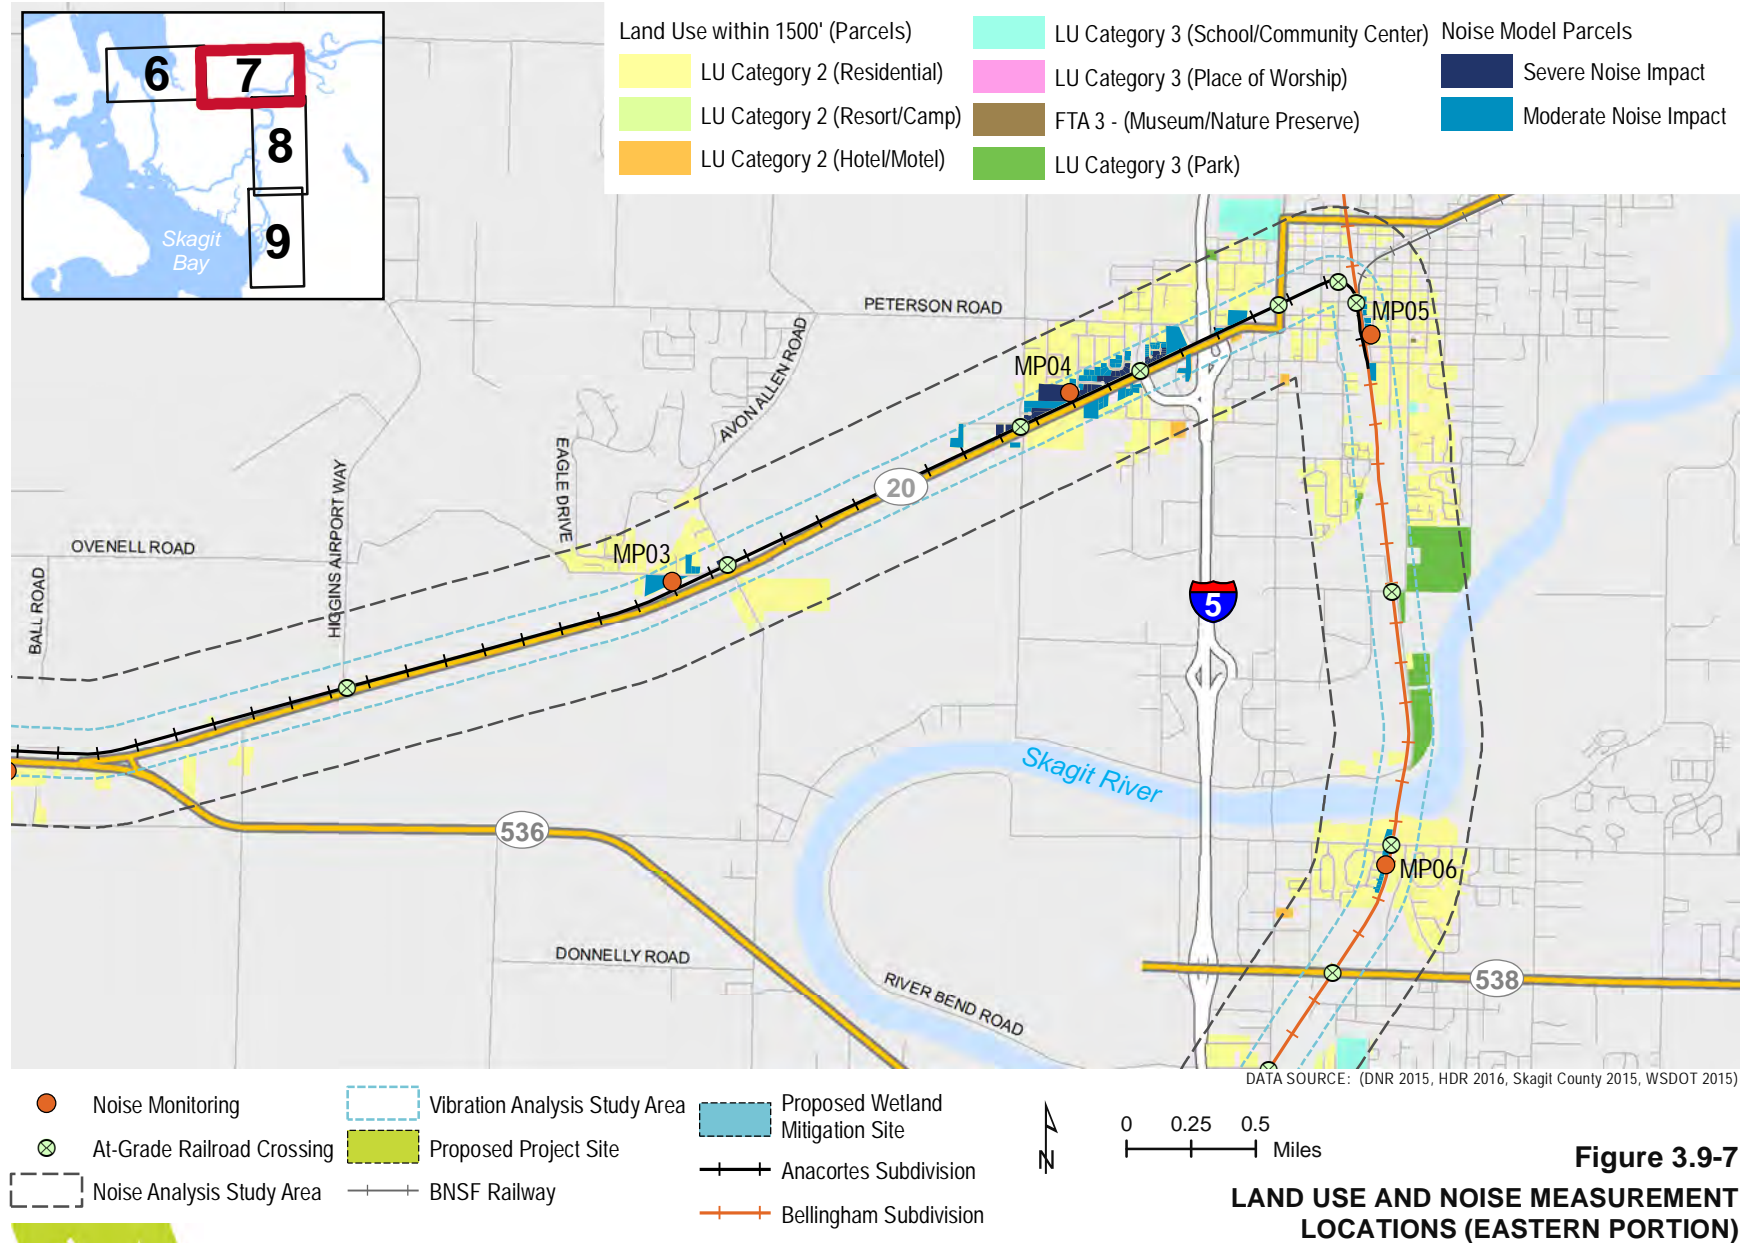 6
7
8
9
Skagit
Bay
Land Use within 1500' (Parcels)
LU Category 2 (Residential)
LU Category 2 (Resort/Camp)
LU Category 2 (Hotel/Motel)
LU Category 3 (School/Community Center)
LU Category 3 (Place of Worship)
FTA 3 - (Museum/Nature Preserve)
LU Category 3 (Park)
Noise Model Parcels
Severe Noise Impact
Moderate Noise Impact
PETERSON ROAD
MP05
MP04
AVON ALLEN ROAD
EAGLE DRIVE
HIGGINS AIRPORT WAY
20
OVENELL ROAD
MP03
BALL ROAD
5
Skagit River
536
MP06
DONNELLY ROAD
RIVER BEND ROAD
538
DATA SOURCE: (DNR 2015, HDR 2016, Skagit County 2015, WSDOT 2015)
Noise Monitoring
At-Grade Railroad Crossing
Noise Analysis Study Area
Vibration Analysis Study Area
Proposed Project Site
BNSF Railway
Proposed Wetland
Mitigation Site
Anacortes Subdivision
Bellingham Subdivision
N
0 0.25 0.5
Miles
Figure 3.9-7
LAND USE AND NOISE MEASUREMENT
LOCATIONS (EASTERN PORTION)